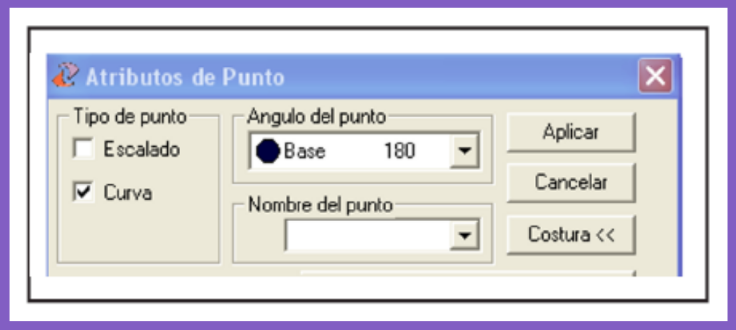 Atributos de Punto
Tipo de punto
Escalado
Curva
Angulo del punto
Base 180
Nombre del punto
Aplicar
Cancelar
Costura <<